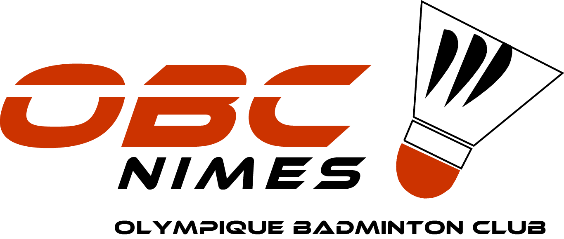 OBC
NIMES
OLYMPIQUE BADMINTON CLUB